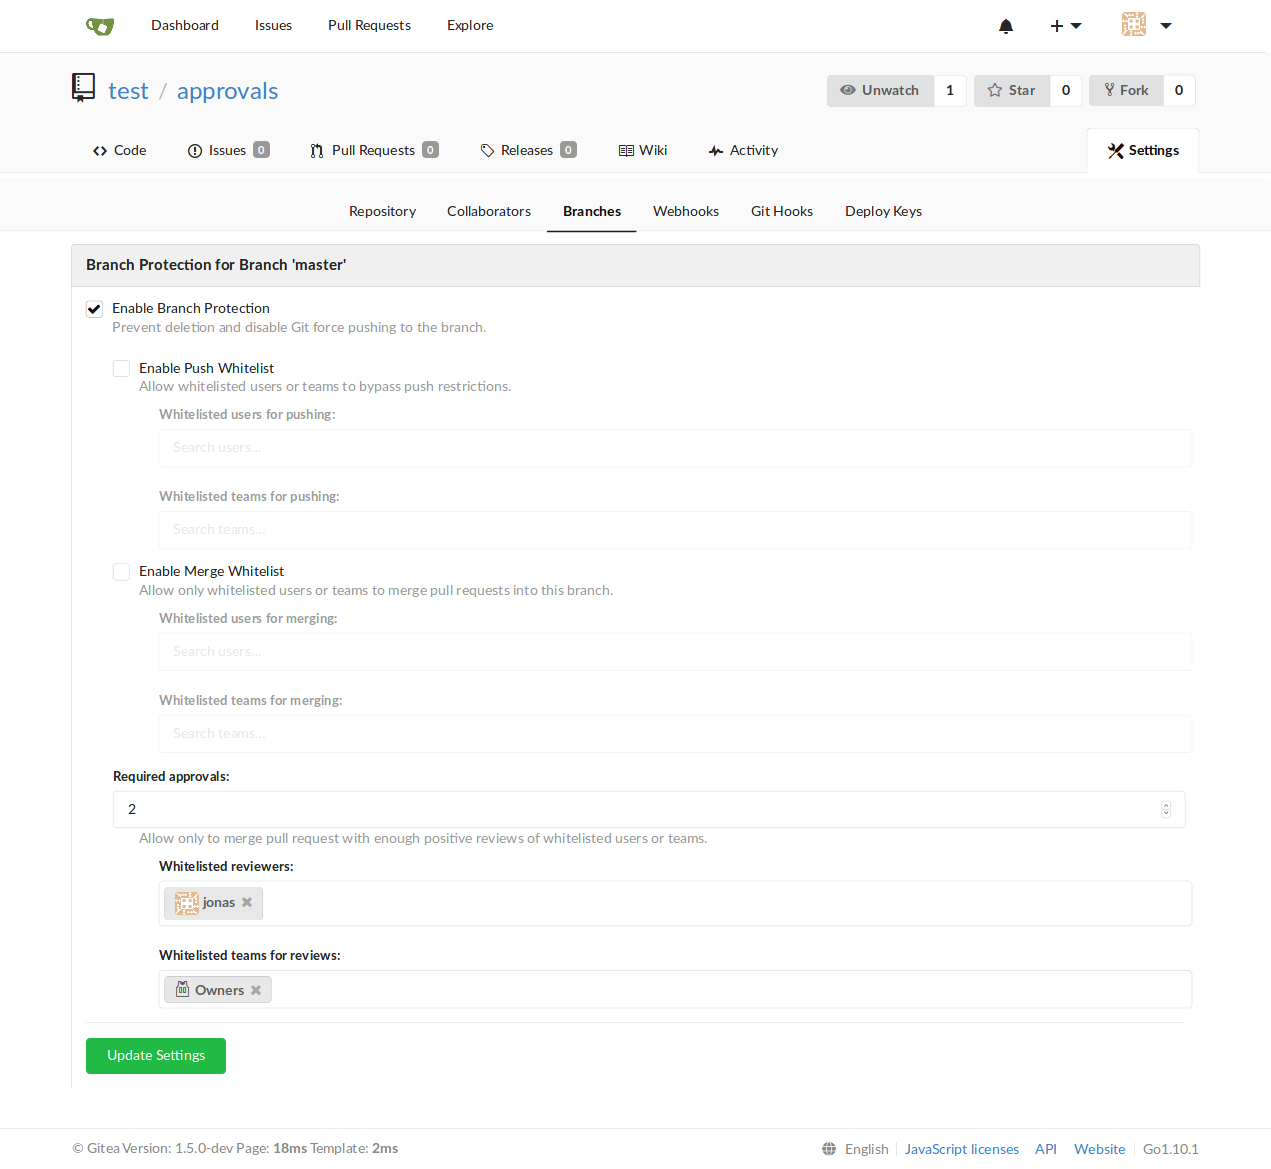 Dashboard Issues Pull Requests Explore
test / approvals Unwatch 1 Star 0 Fork 0
Code Issues 0 Pull Requests 0 Releases 0 Wiki Activity Settings
Repository Collaborators Branches Webhooks Git Hooks Deploy Keys
Branch Protection for Branch 'master'
Enable Branch Protection
Prevent deletion and disable Git force pushing to the branch.
Enable Push Whitelist
Allow whitelisted users or teams to bypass push restrictions.
Whitelisted users for pushing:
Search users...
Whitelisted teams for pushing:
Search teams...
Enable Merge Whitelist
Allow only whitelisted users or teams to merge pull requests into this branch.
Whitelisted users for merging:
Search users...
Whitelisted teams for merging:
Search teams...
Required approvals:
2
Allow only to merge pull request with enough positive reviews of whitelisted users or teams.
Whitelisted reviewers:
jonas
Whitelisted teams for reviews:
Owners
Update Settings
© Gitea Version: 1.5.0-dev Page: 18ms Template: 2ms English JavaScript licenses API Website Go1.10.1